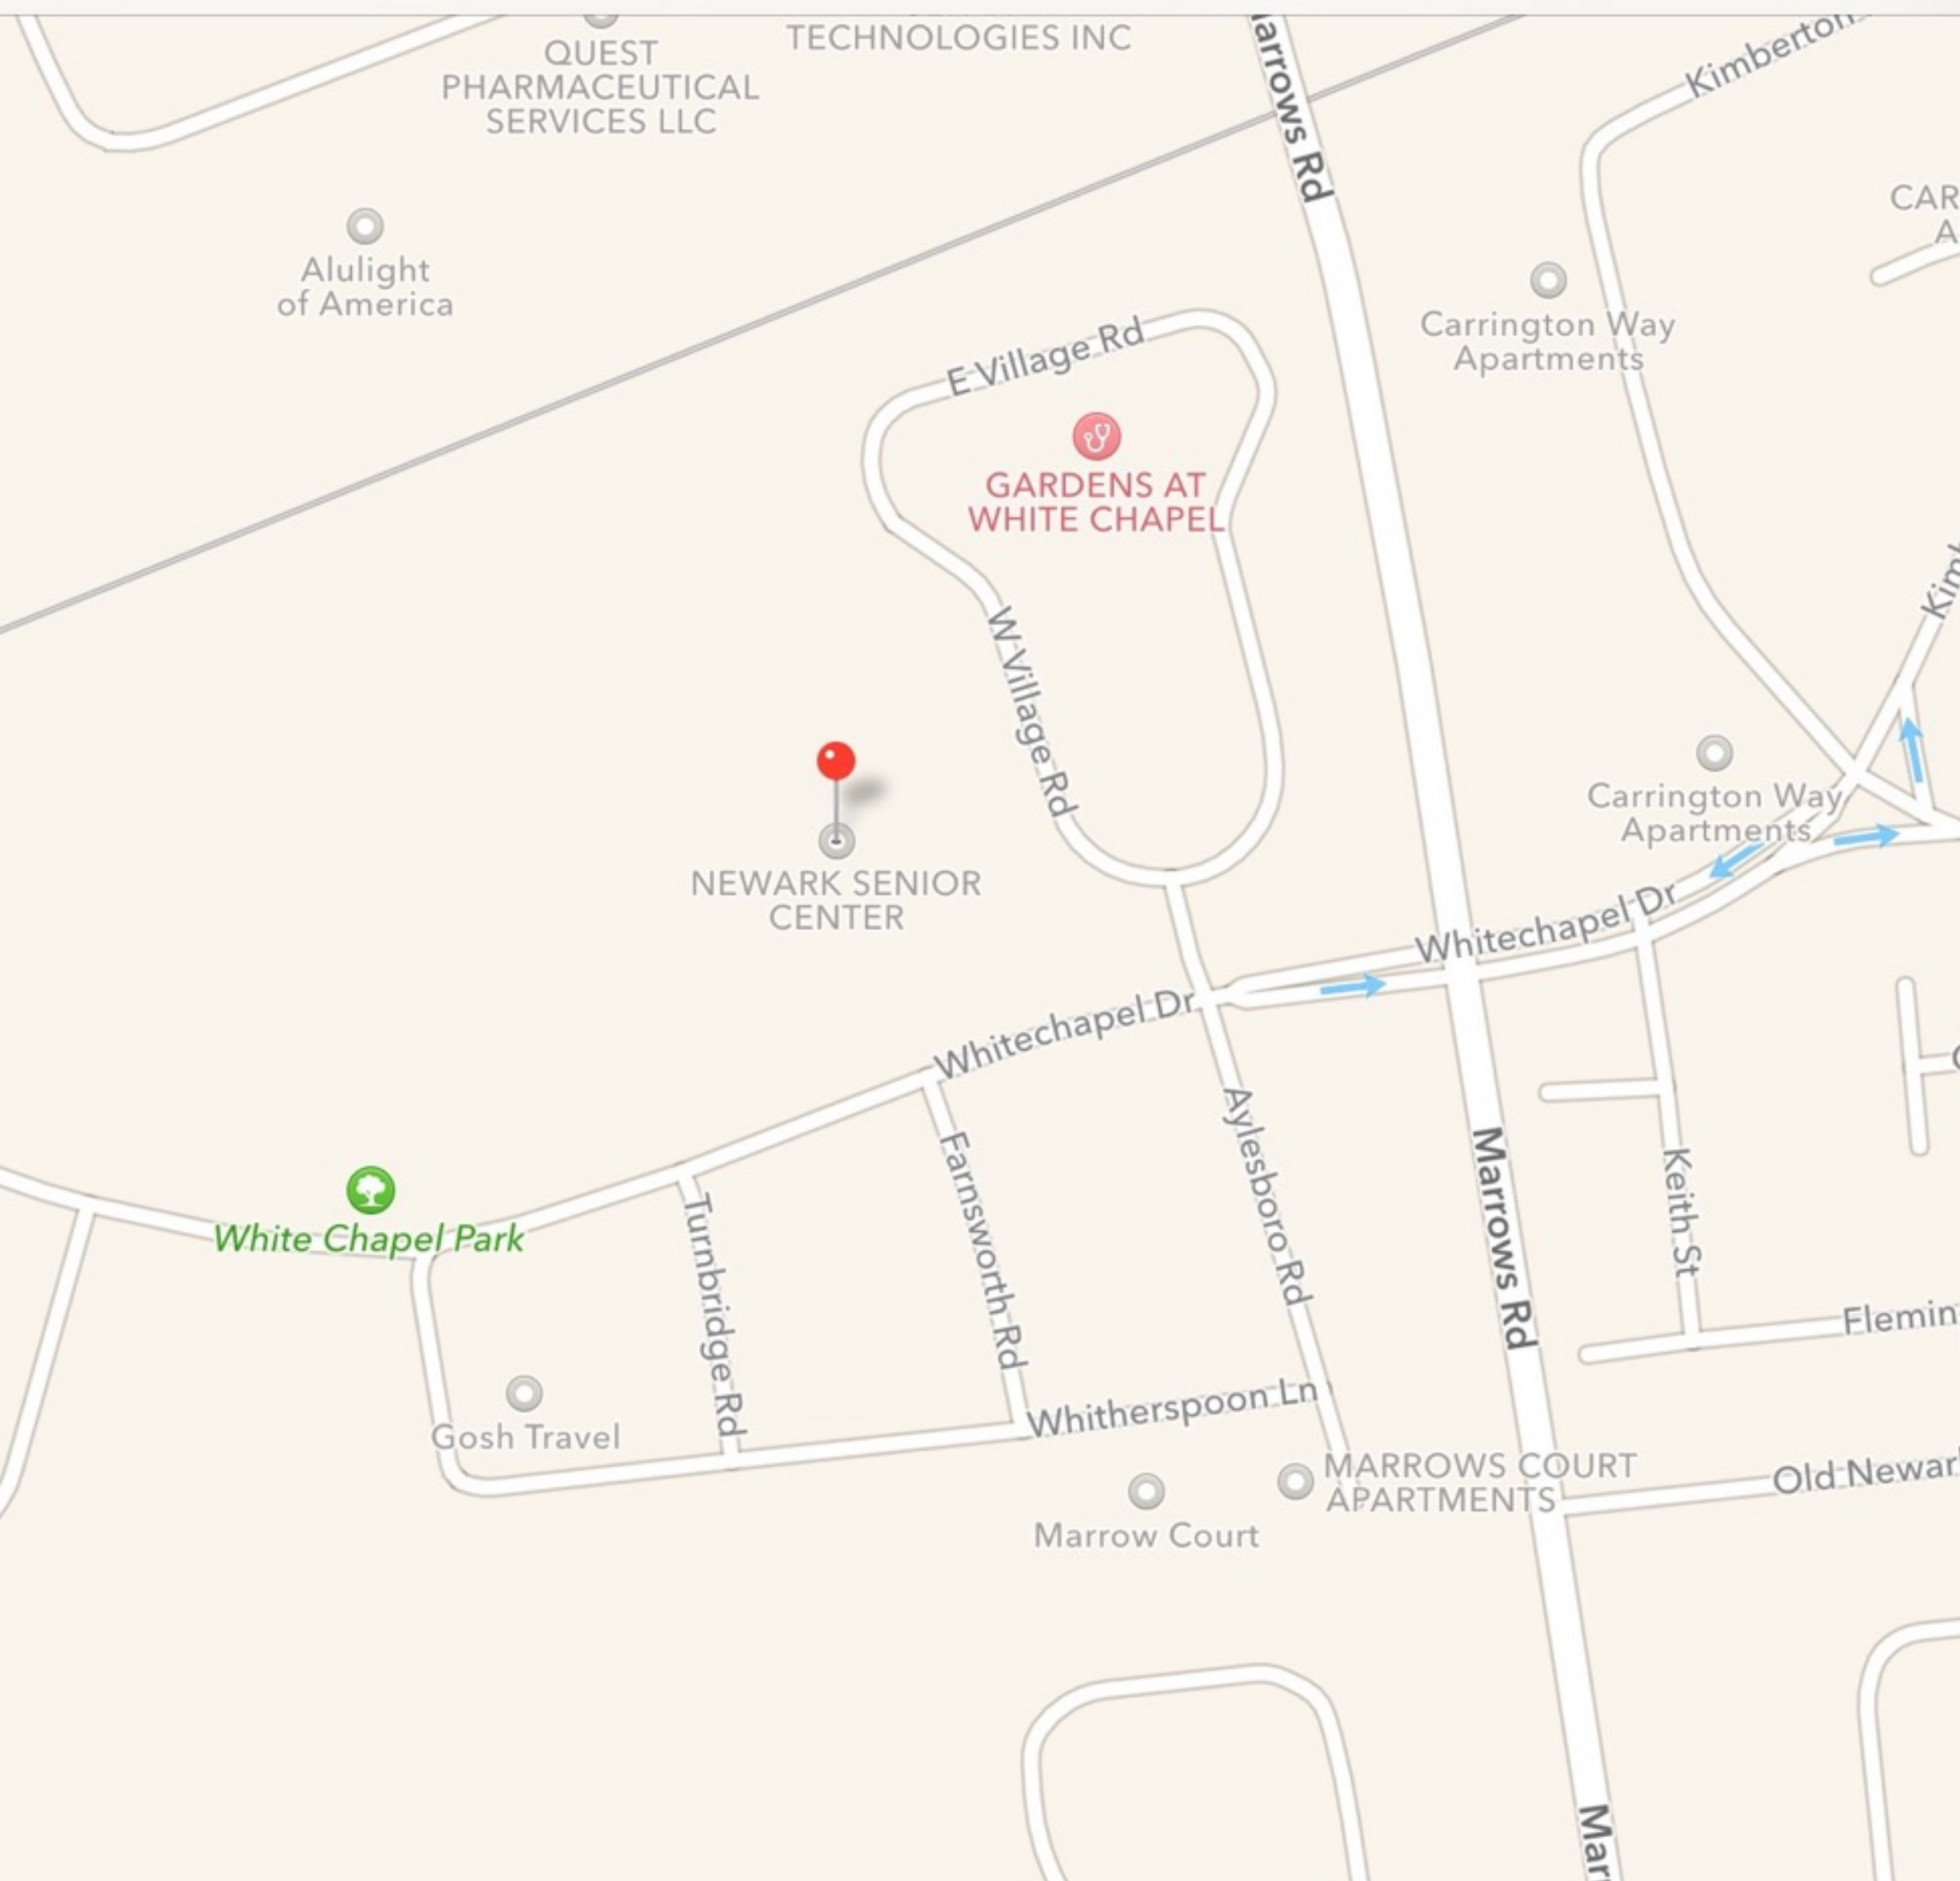 TECHNOLOGIES INC
QUEST
PHARMACEUTICAL
SERVICES LLC
Marrows Rd
Kimberton
Alulight
of America
Carrington Way
Apartments
E Village Rd
GARDENS AT
WHITE CHAPEL
W Village Rd
NEWARK SENIOR
CENTER
Carrington Way
Apartments
Whitechapel Dr
Whitechapel Dr
White Chapel Park
Turnbridge Rd
Farnsworth Rd
Aylesboro Rd
Marrows Rd
Keith St
Gosh Travel
Whitherspoon Ln
Marrow Court
MARROWS COURT
APARTMENTS